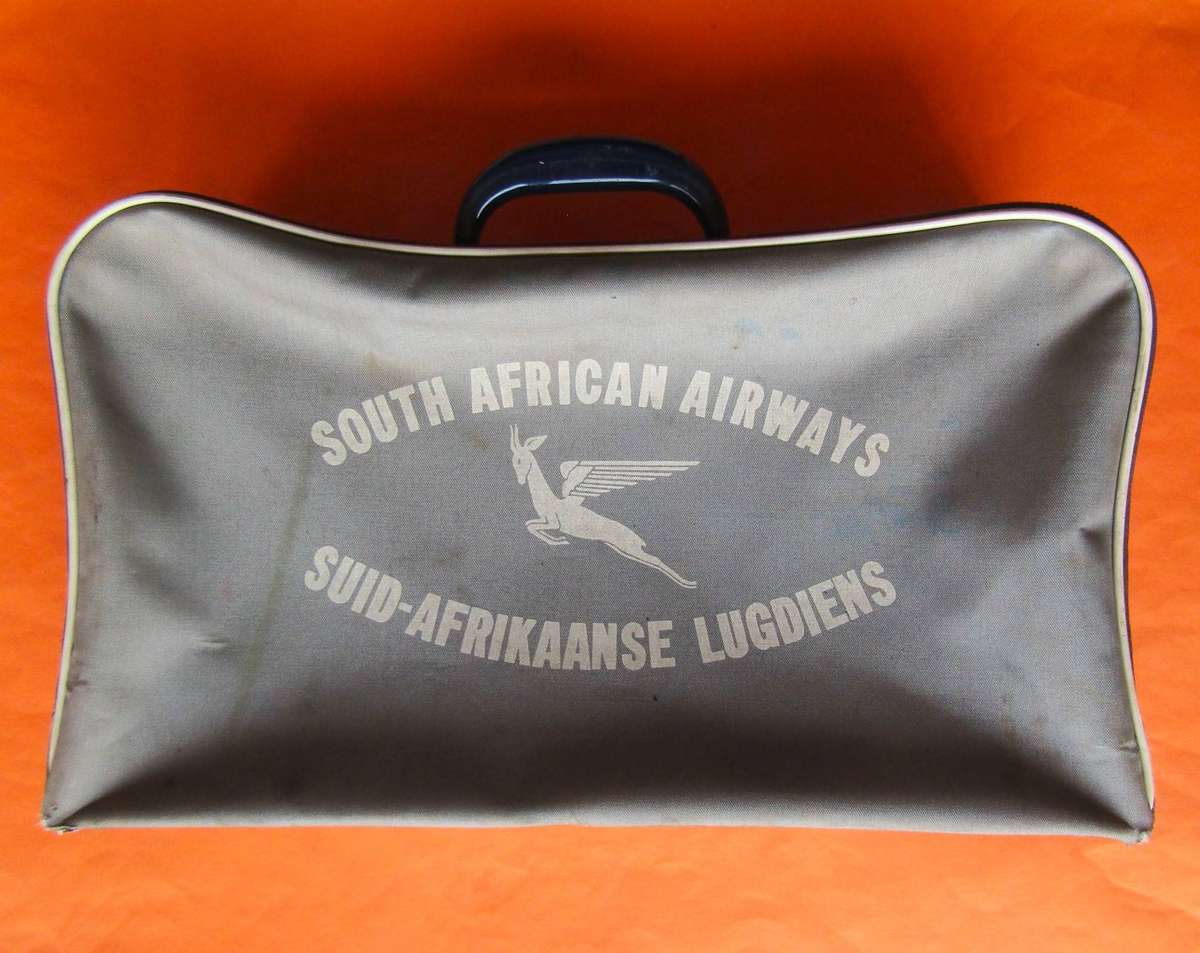 SOUTH AFRICAN AIRWAYS
SUID-AFRIKAANSE LUGDIENS